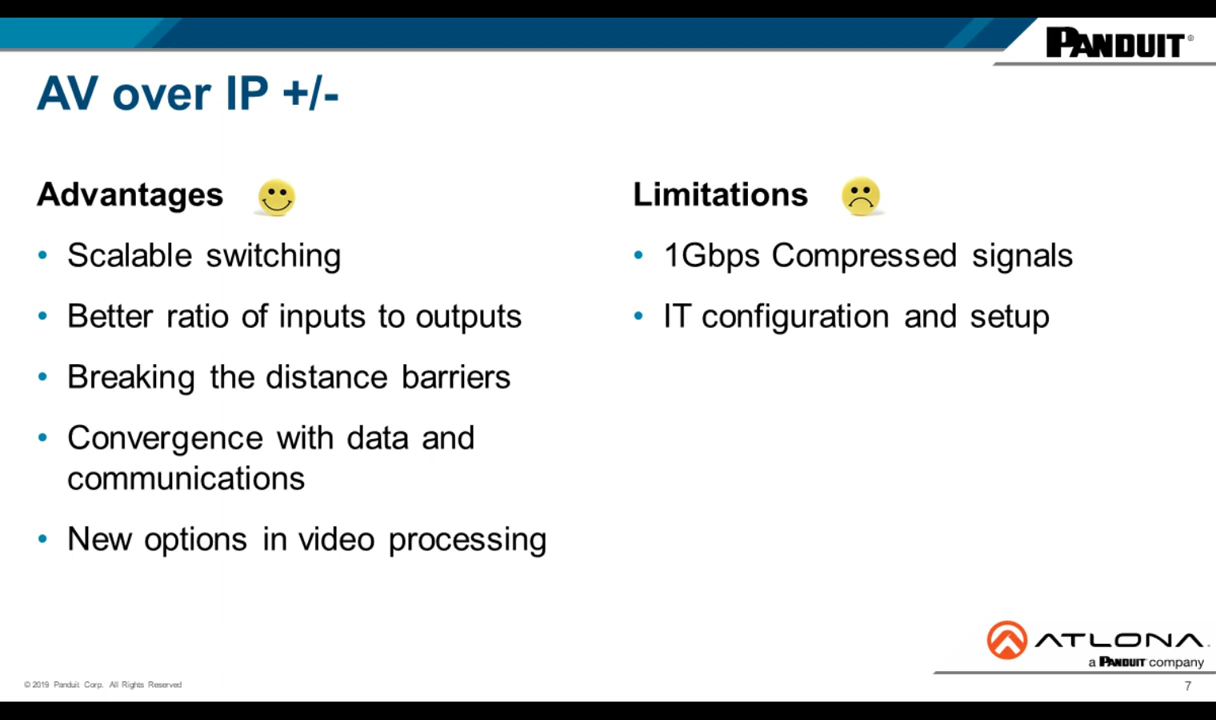 PANDUIT®
AV over IP +/-
Advantages
• Scalable switching
• Better ratio of inputs to outputs
• Breaking the distance barriers
• Convergence with data and
communications
• New options in video processing
Limitations
• 1Gbps Compressed signals
• IT configuration and setup
ATLONA.
a PANDUIT company
© 2019 Panduit Corp. All Rights Reserved
7